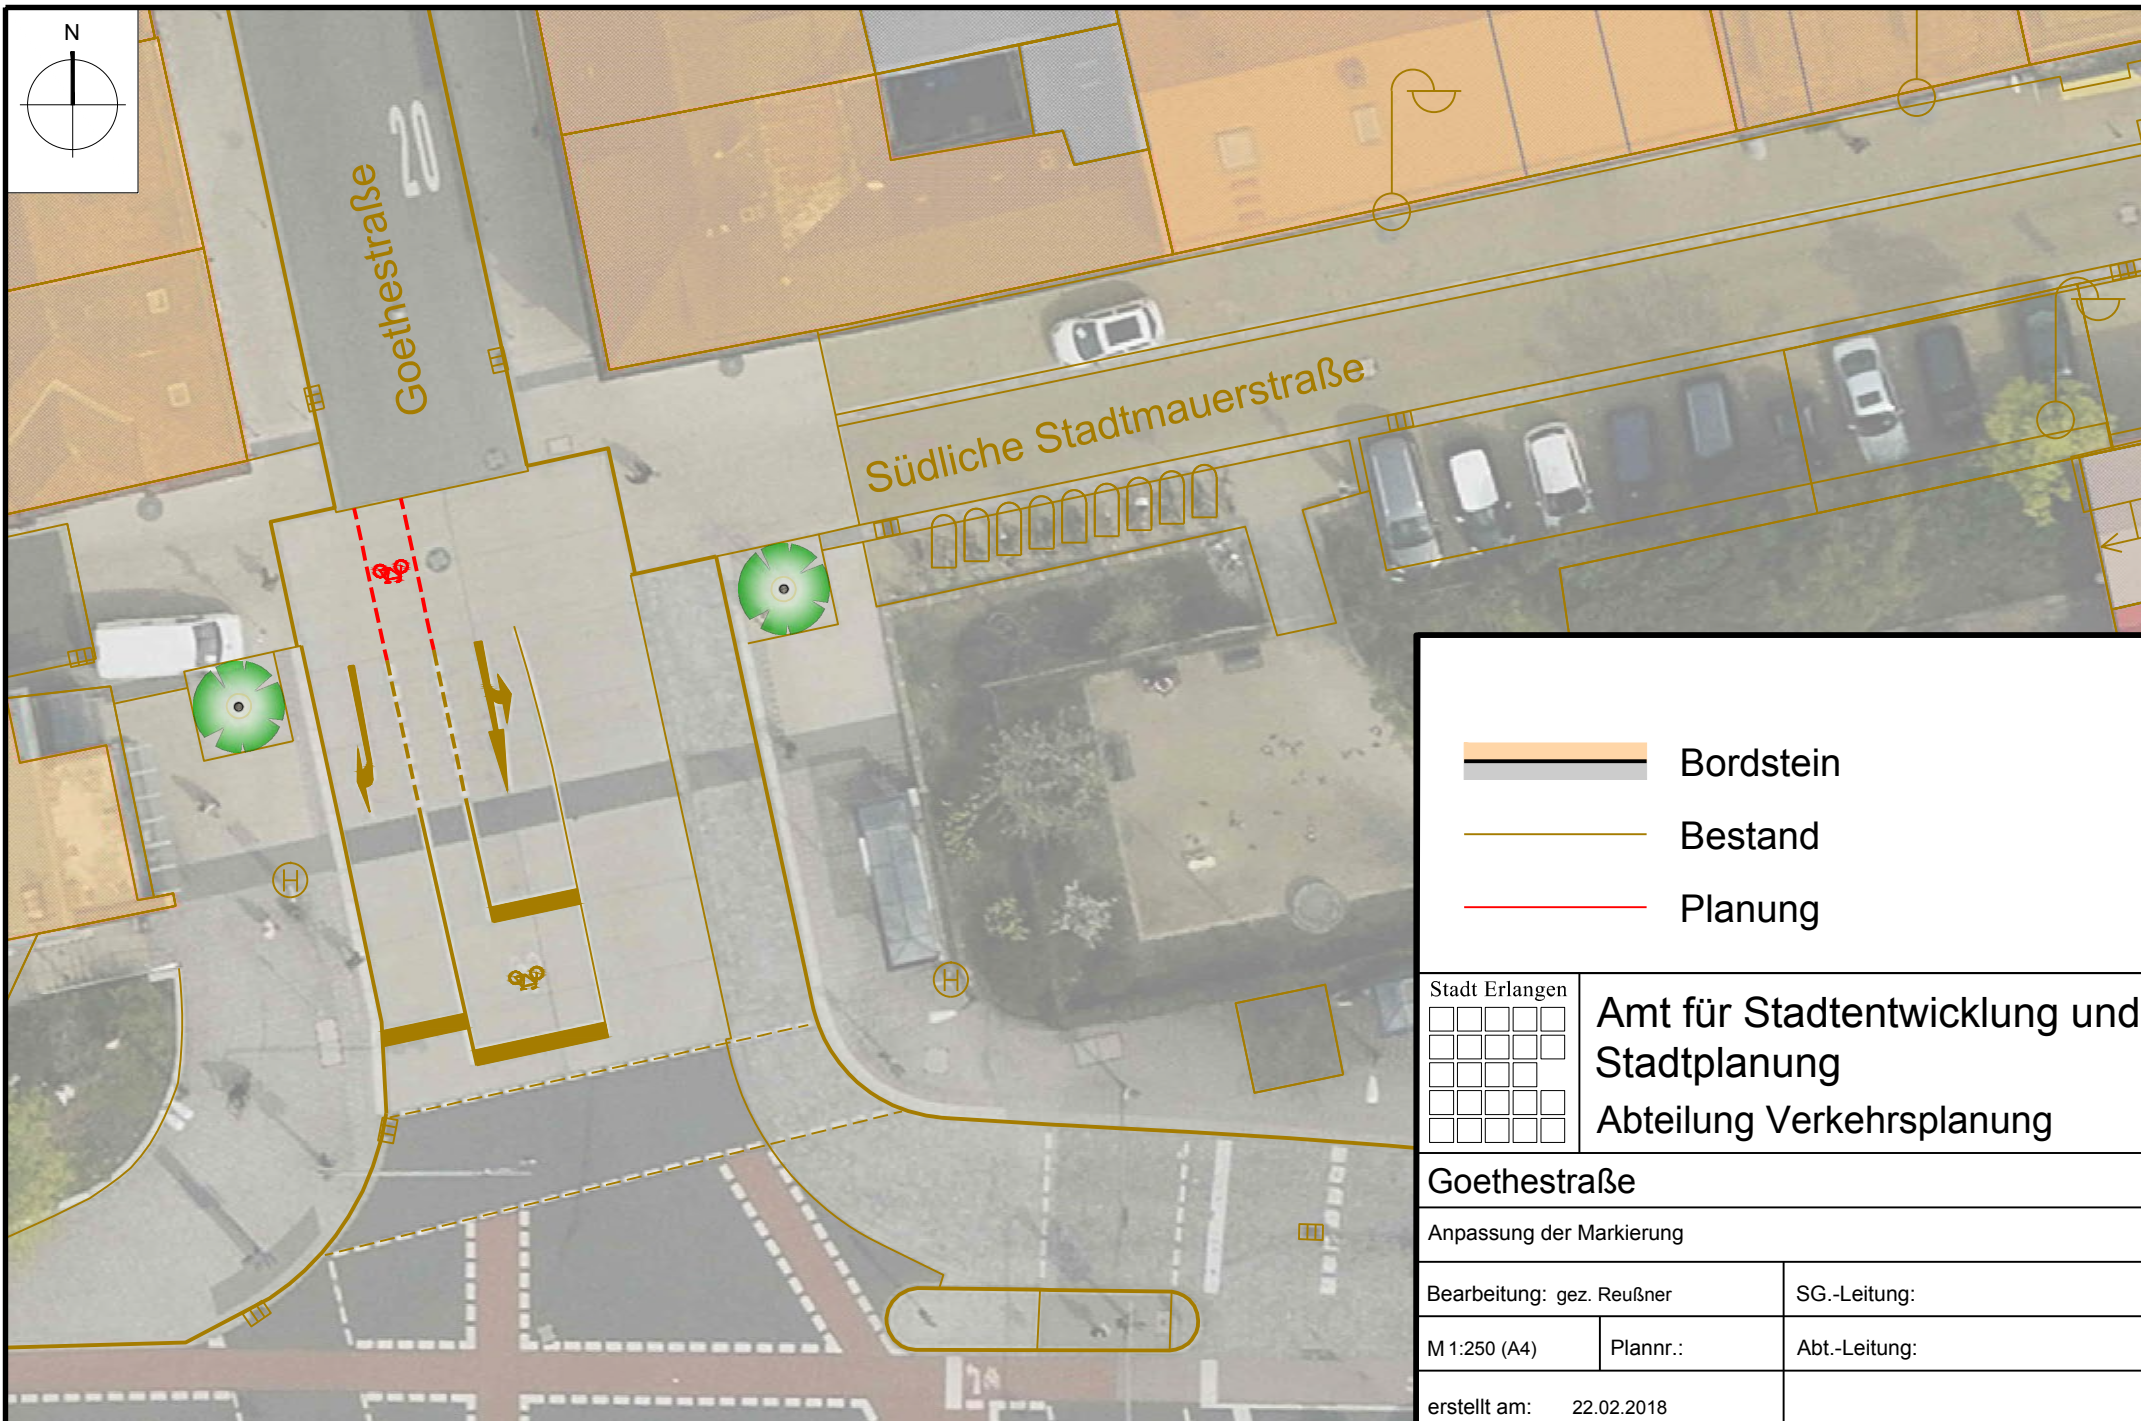 N
20
Goethestraße
Südliche Stadtmauerstraße
H
H
Bordstein
Bestand
Planung
Stadt Erlangen
Amt für Stadtentwicklung und
Stadtplanung
Abteilung Verkehrsplanung
Goethestraße
Anpassung der Markierung
Bearbeitung: gez. Reußner
SG.-Leitung:
M 1:250 (A4)
Plannr.:
Abt.-Leitung:
erstellt am: 22.02.2018